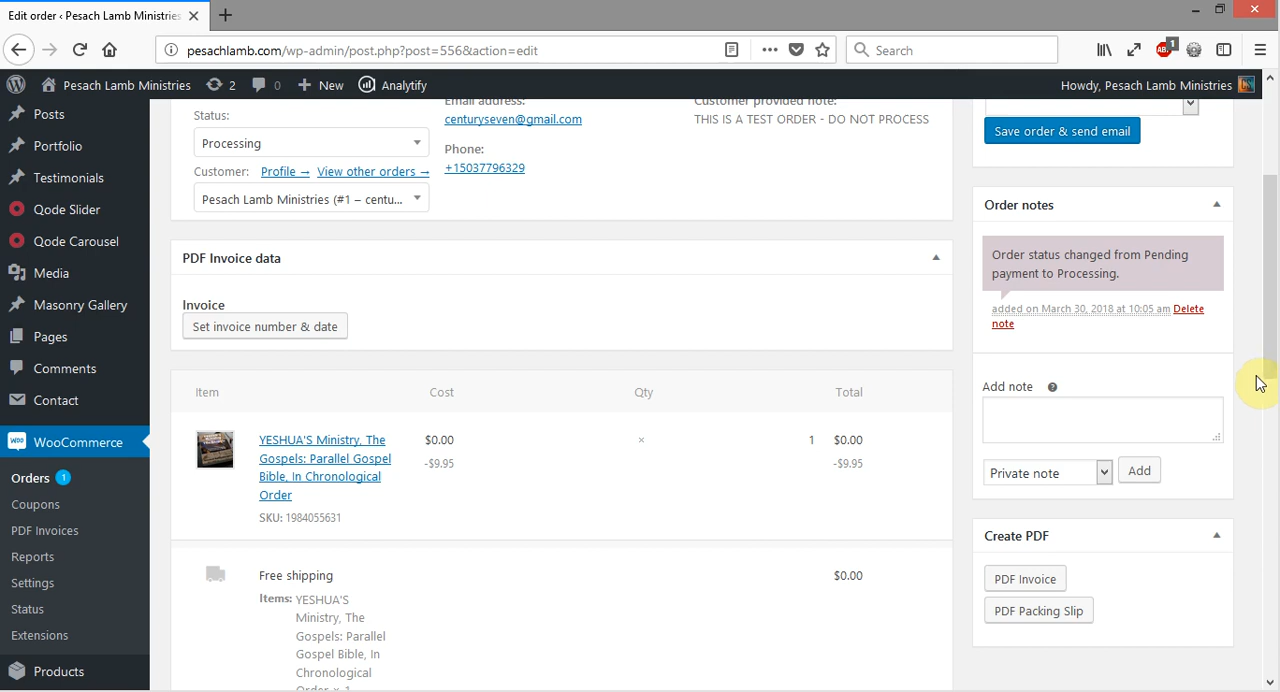 Edit order ‹ Pesach Lamb Ministries
pesachlamb.com/wp-admin/post.php?post=556&action=edit
Search
1
Pesach Lamb Ministries
2
0
New
Analytify
Howdy, Pesach Lamb Ministries
Posts
Portfolio
Testimonials
Qode Slider
Qode Carousel
Media
Masonry Gallery
Pages
Comments
Contact
WooCommerce
Orders 1
Coupons
PDF Invoices
Reports
Settings
Status
Extensions
Products
Status:
Processing
Customer: Profile → View other orders →
Pesach Lamb Ministries (#1 – centu...
Email address:
centuryseven@gmail.com
Phone:
+15037796329
Customer provided note:
THIS IS A TEST ORDER - DO NOT PROCESS
PDF Invoice data
Invoice
Set invoice number & date
Item Cost Qty Total
YESHUA'S Ministry, The
Gospels: Parallel Gospel
Bible, In Chronological
Order
SKU: 1984055631
$0.00
-$9.95
× 1
$0.00
-$9.95
Free shipping
$0.00
Items: YESHUA'S
Ministry, The
Gospels: Parallel
Gospel Bible, In
Chronological
Order × 1
Save order & send email
Order notes
Order status changed from Pending
payment to Processing.
added on March 30, 2018 at 10:05 am Delete
note
Add note
Private note
Add
Create PDF
PDF Invoice
PDF Packing Slip